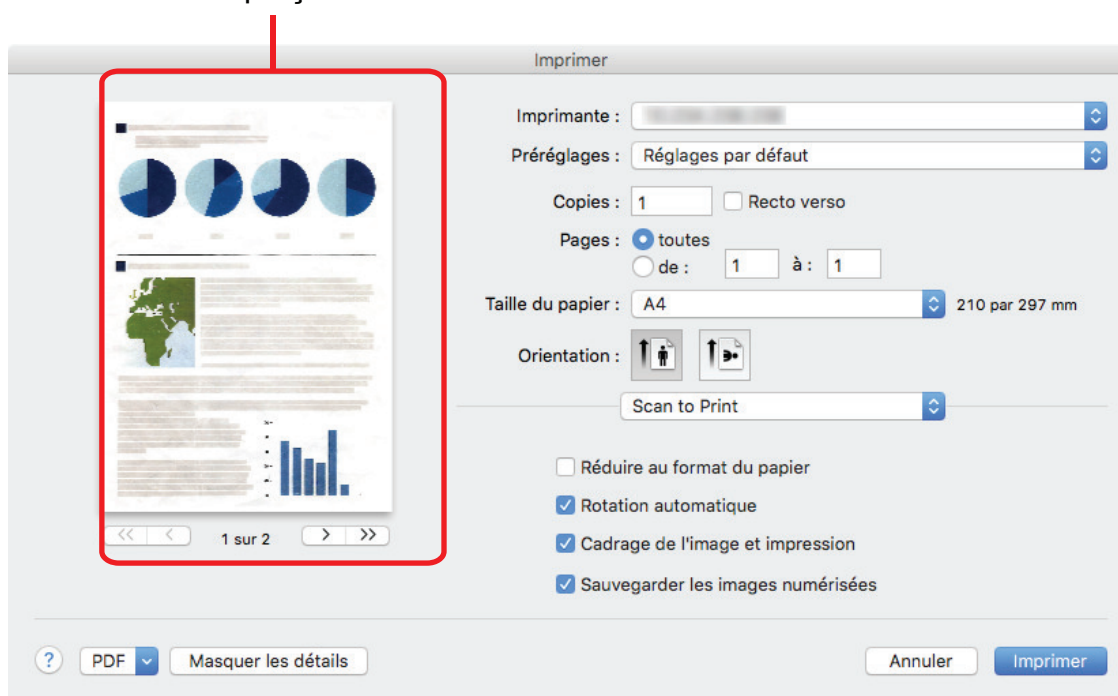 Imprimer
Imprimante :
Préréglages : Réglages par défaut
Copies : 1 Recto verso
Pages : toutes
de : 1 à : 1
Taille du papier : A4 210 par 297 mm
Orientation :
Scan to Print
Réduire au format du papier
Rotation automatique
Cadrage de l'image et impression
Sauvegarder les images numérisées
<< < 1 sur 2 > >>
? PDF Masquer les détails Annuler Imprimer